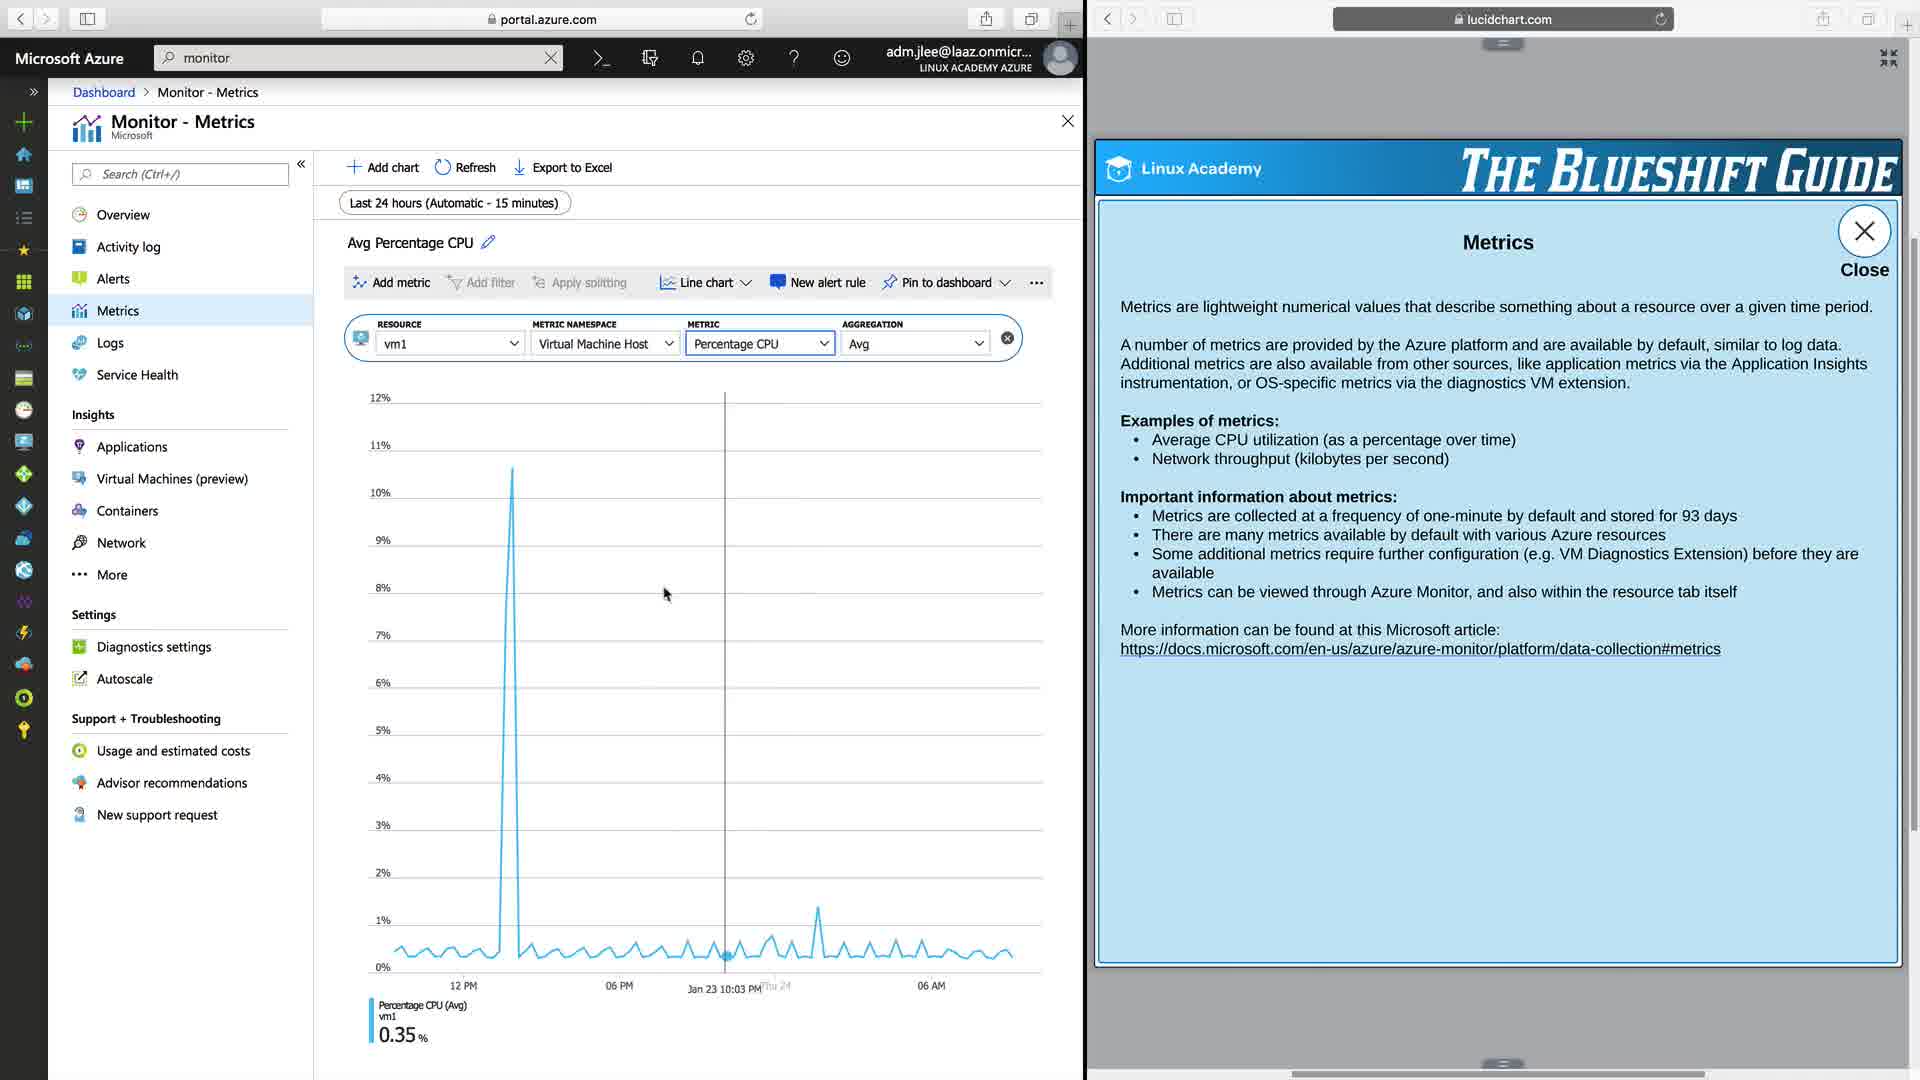 portal.azure.com
Microsoft Azure
monitor
adm.jlee@laaz.onmicr...
LINUX ACADEMY AZURE
Dashboard > Monitor - Metrics
Monitor - Metrics
Microsoft
Search (Ctrl+/)
Overview
Activity log
Alerts
Metrics
Logs
Service Health
Insights
Applications
Virtual Machines (preview)
Containers
Network
More
Settings
Diagnostics settings
Autoscale
Support + Troubleshooting
Usage and estimated costs
Advisor recommendations
New support request
Add chart
Refresh
Export to Excel
Last 24 hours (Automatic - 15 minutes)
Avg Percentage CPU
Add metric
Add filter
Apply splitting
Line chart
New alert rule
Pin to dashboard
RESOURCE
vm1
METRIC NAMESPACE
Virtual Machine Host
METRIC
Percentage CPU
AGGREGATION
Avg
12%
11%
10%
9%
8%
7%
6%
5%
4%
3%
2%
1%
0%
12 PM
06 PM
Jan 23 10:03 PM
Thu 24
06 AM
Percentage CPU (Avg)
vm1
0.35 %
lucidchart.com
Linux Academy
THE BLUESHIFT GUIDE
Metrics
Close
Metrics are lightweight numerical values that describe something about a resource over a given time period.
A number of metrics are provided by the Azure platform and are available by default, similar to log data.
Additional metrics are also available from other sources, like application metrics via the Application Insights
instrumentation, or OS-specific metrics via the diagnostics VM extension.
Examples of metrics:
• Average CPU utilization (as a percentage over time)
• Network throughput (kilobytes per second)
Important information about metrics:
• Metrics are collected at a frequency of one-minute by default and stored for 93 days
• There are many metrics available by default with various Azure resources
• Some additional metrics require further configuration (e.g. VM Diagnostics Extension) before they are
available
• Metrics can be viewed through Azure Monitor, and also within the resource tab itself
More information can be found at this Microsoft article:
https://docs.microsoft.com/en-us/azure/azure-monitor/platform/data-collection#metrics